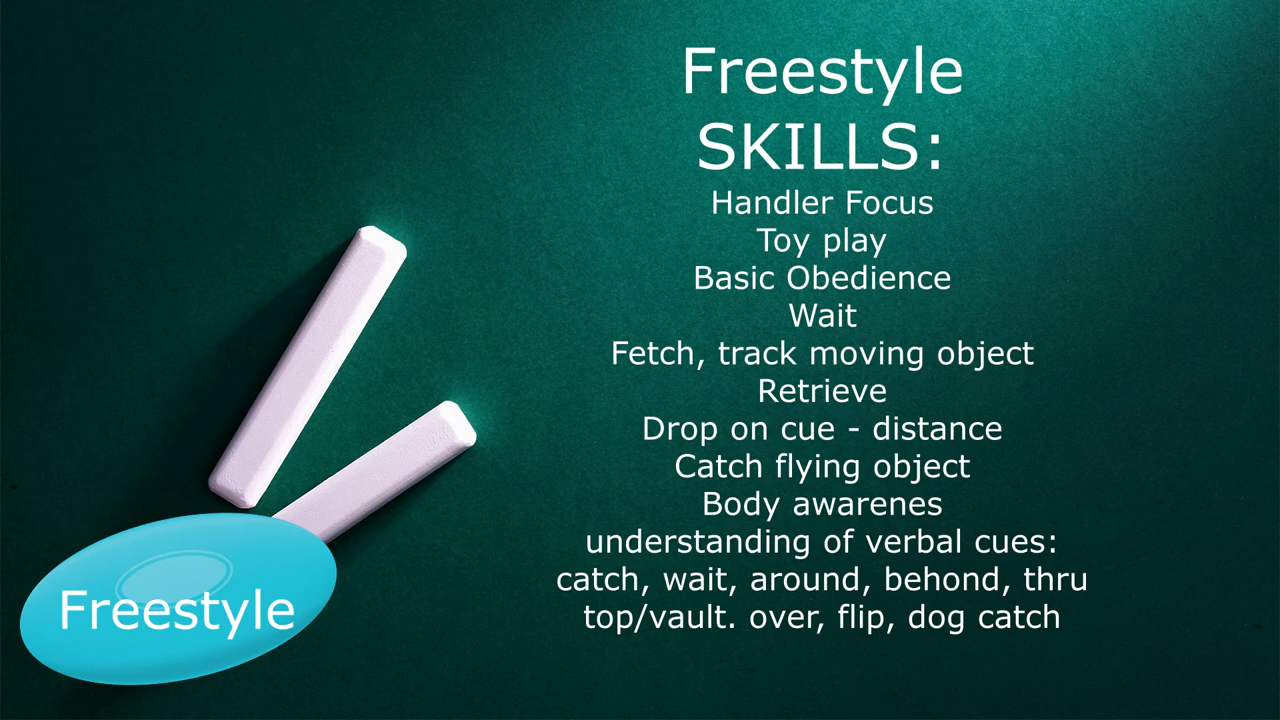 Freestyle
SKILLS:
Handler Focus
Toy play
Basic Obedience
Wait
Fetch, track moving object
Retrieve
Drop on cue - distance
Catch flying object
Body awarenes
understanding of verbal cues:
catch, wait, around, behond, thru
top/vault. over, flip, dog catch
Freestyle